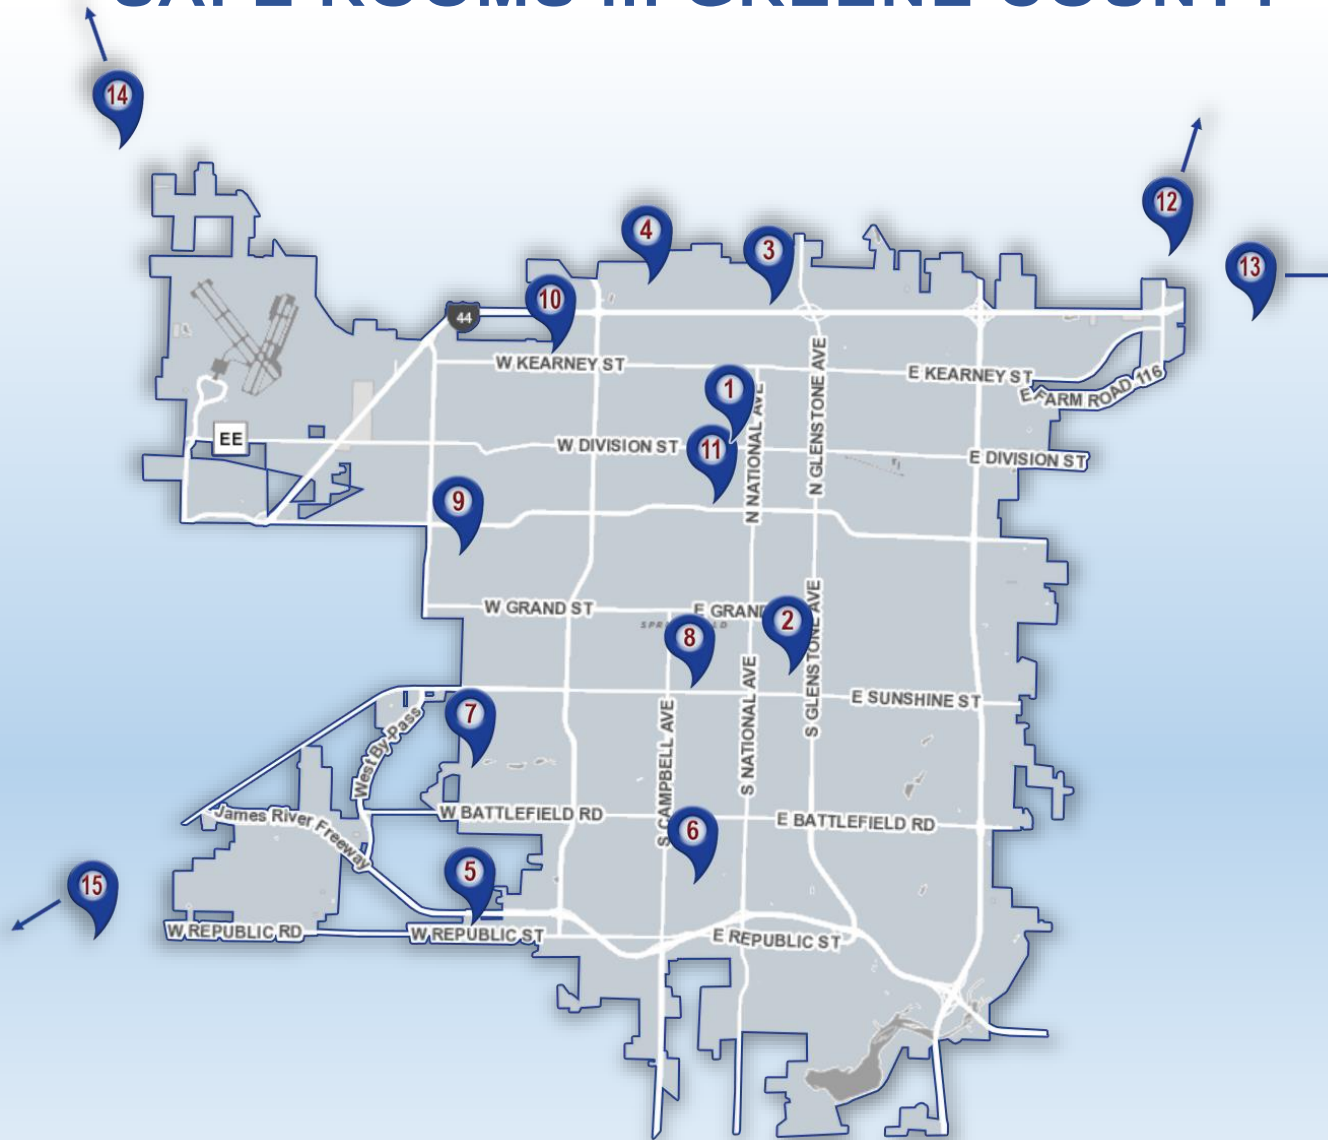 SAFE ROOMS in GREENE COUNTY
14
12
4
3
13
10
44
W KEARNEY ST
E KEARNEY ST
1
E FARM ROAD 116
N NATIONAL AVE
N GLENSTONE AVE
EE
W DIVISION ST
11
E DIVISION ST
9
W GRAND ST
E GRAND
2
8
S GLENSTONE AVE
E SUNSHINE ST
7
West By-Pass
S CAMPBELL AVE
S NATIONAL AVE
James River Freeway
W BATTLEFIELD RD
E BATTLEFIELD RD
6
5
15
W REPUBLIC RD
W REPUBLIC ST
E REPUBLIC ST